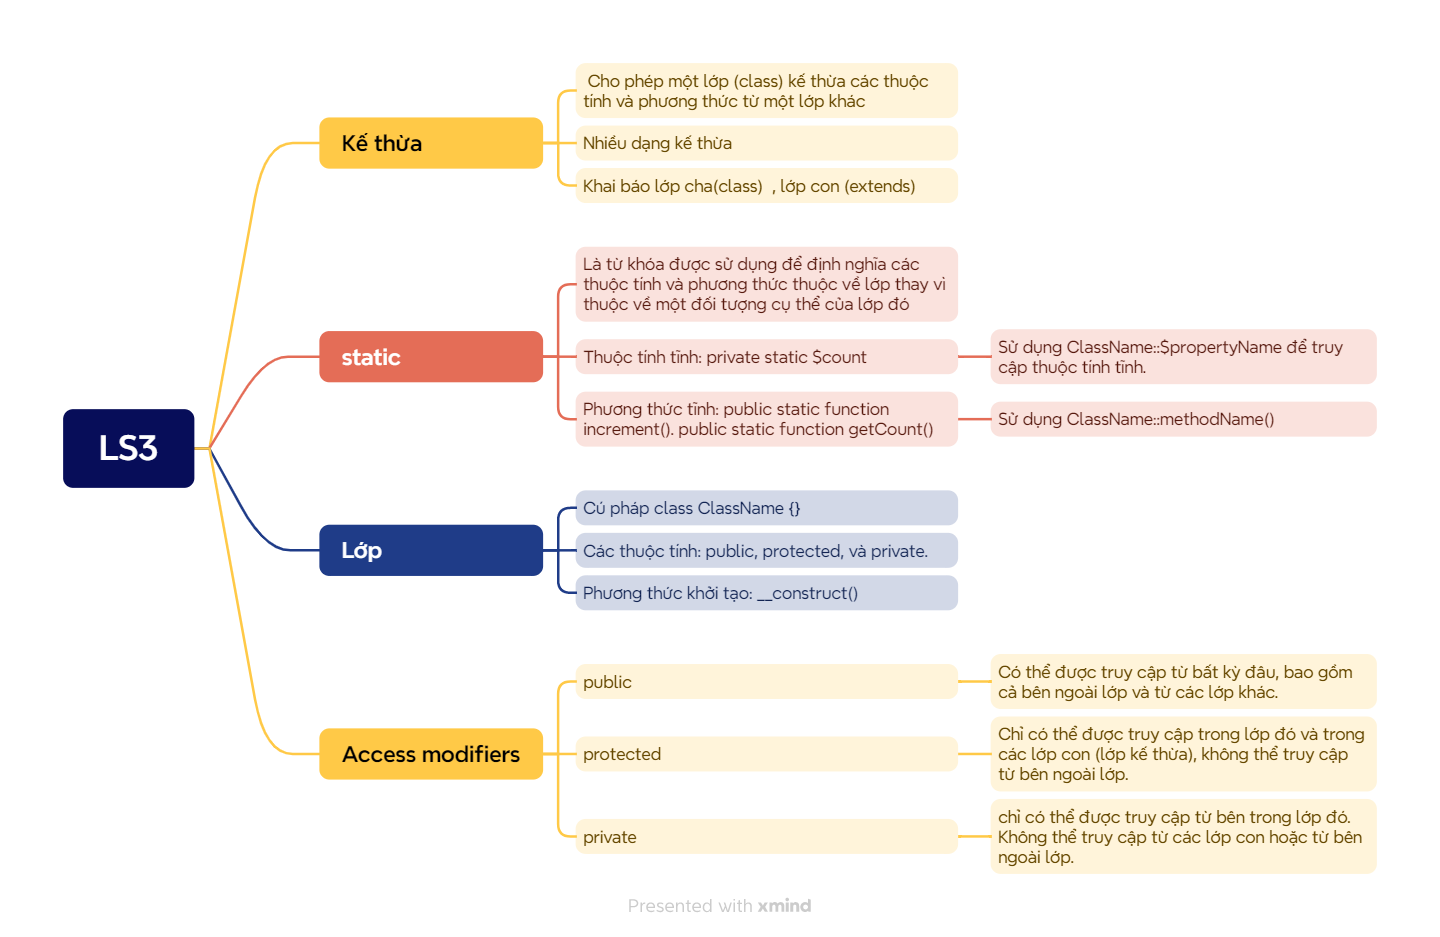 LS3
Kế thừa
Cho phép một lớp (class) kế thừa các thuộc
tính và phương thức từ một lớp khác
Nhiều dạng kế thừa
Khai báo lớp cha(class)  , lớp con (extends)
static
Là từ khóa được sử dụng để định nghĩa các
thuộc tính và phương thức thuộc về lớp thay vì
thuộc về một đối tượng cụ thể của lớp đó
Thuộc tính tĩnh: private static $count
Sử dụng ClassName::$propertyName để truy
cập thuộc tính tĩnh.
Phương thức tĩnh: public static function
increment(). public static function getCount()
Sử dụng ClassName::methodName()
Lớp
Cú pháp class ClassName {}
Các thuộc tính: public, protected, và private.
Phương thức khởi tạo: __construct()
Access modifiers
public
Có thể được truy cập từ bất kỳ đâu, bao gồm
cả bên ngoài lớp và từ các lớp khác.
protected
Chỉ có thể được truy cập trong lớp đó và trong
các lớp con (lớp kế thừa), không thể truy cập
từ bên ngoài lớp.
private
chỉ có thể được truy cập từ bên trong lớp đó.
Không thể truy cập từ các lớp con hoặc từ bên
ngoài lớp.
Presented with xmind